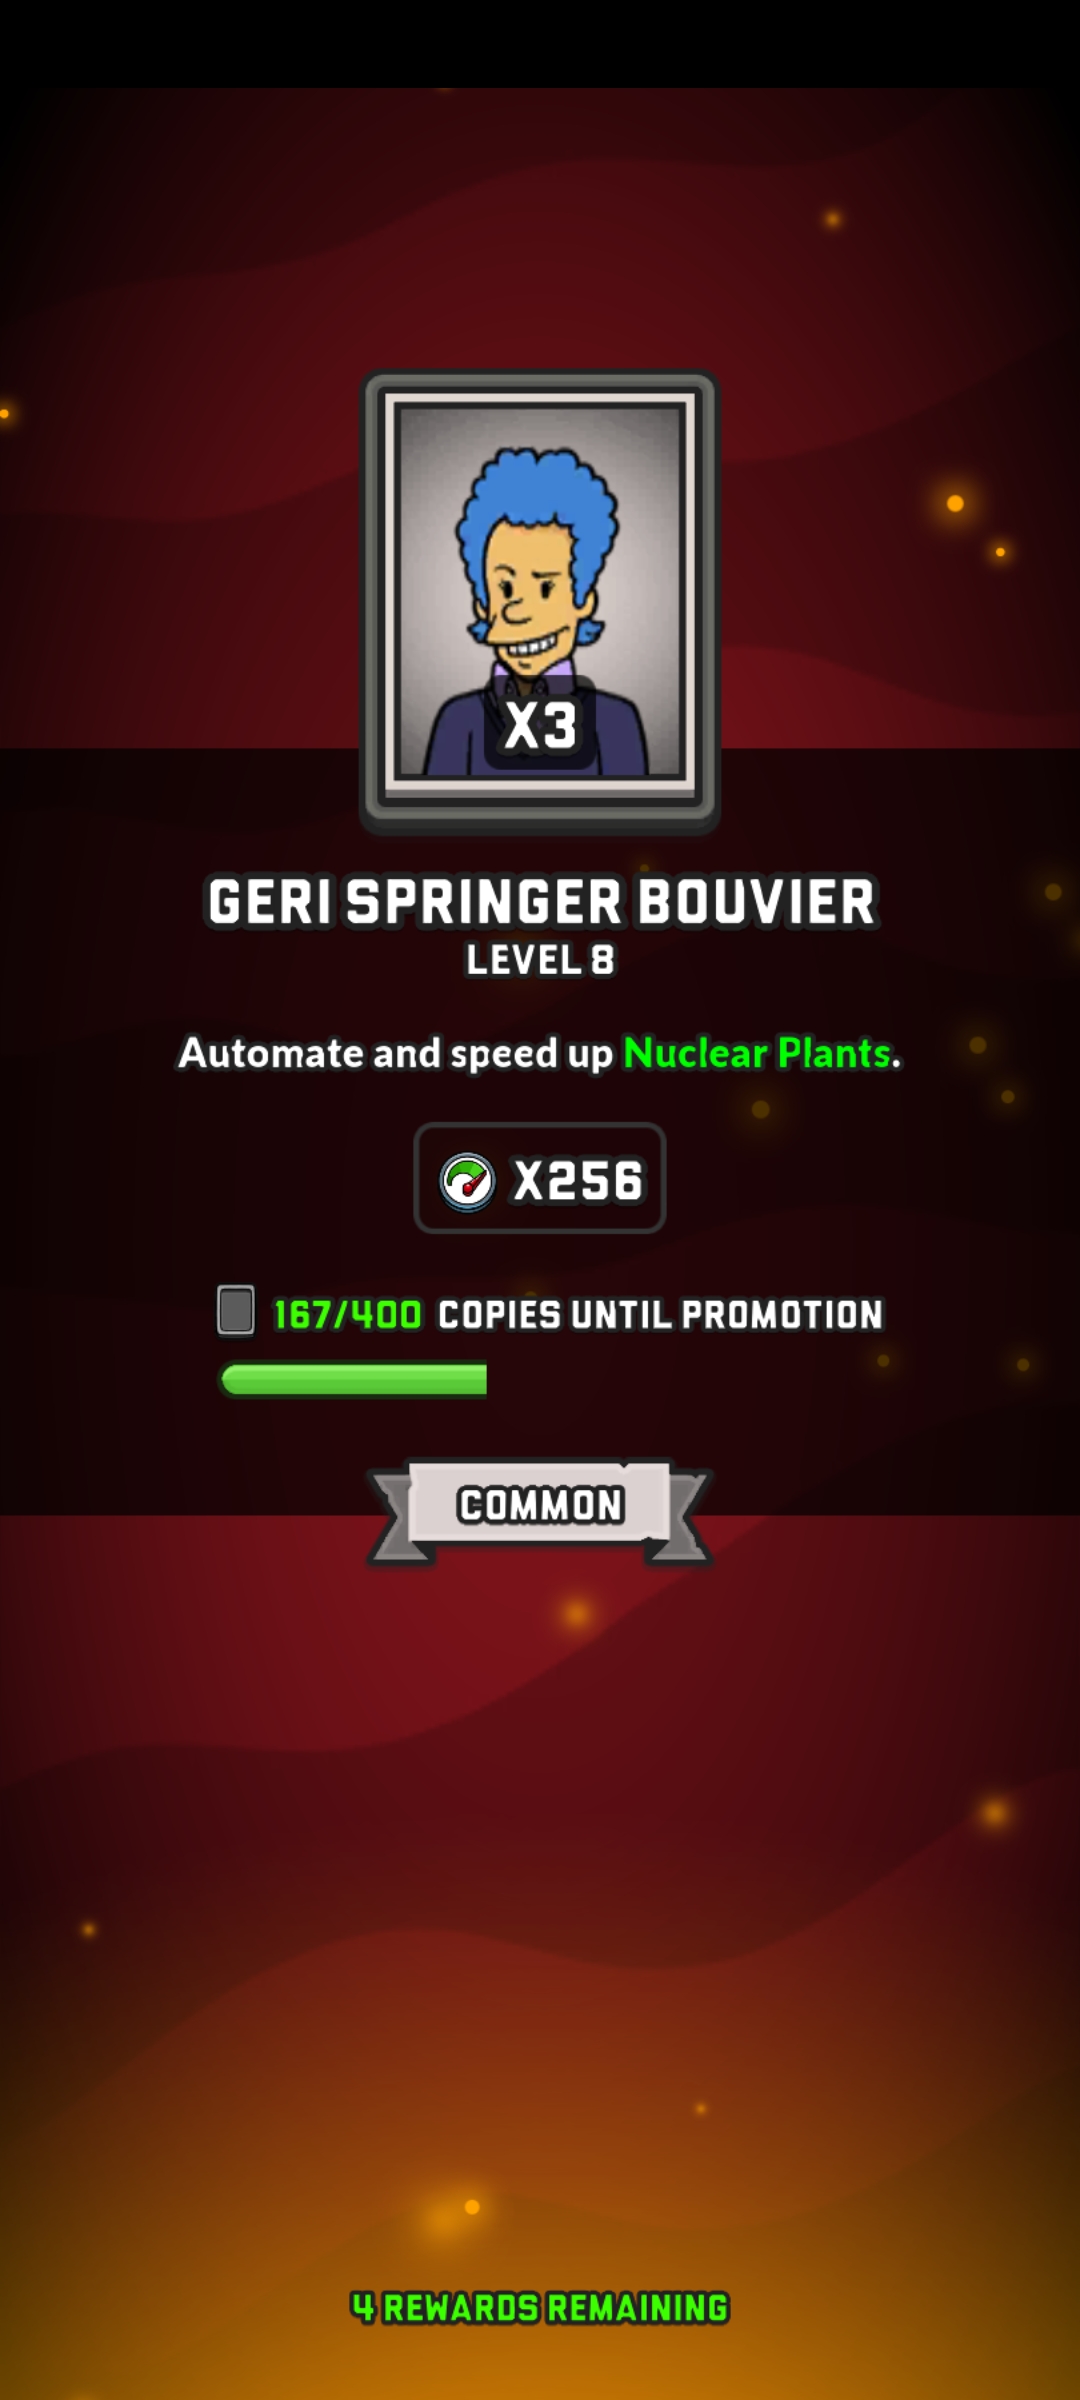 X3
GERI SPRINGER BOUVIER
LEVEL 8
Automate and speed up Nuclear Plants.
X256
167/400 COPIES UNTIL PROMOTION
COMMON
4 REWARDS REMAINING